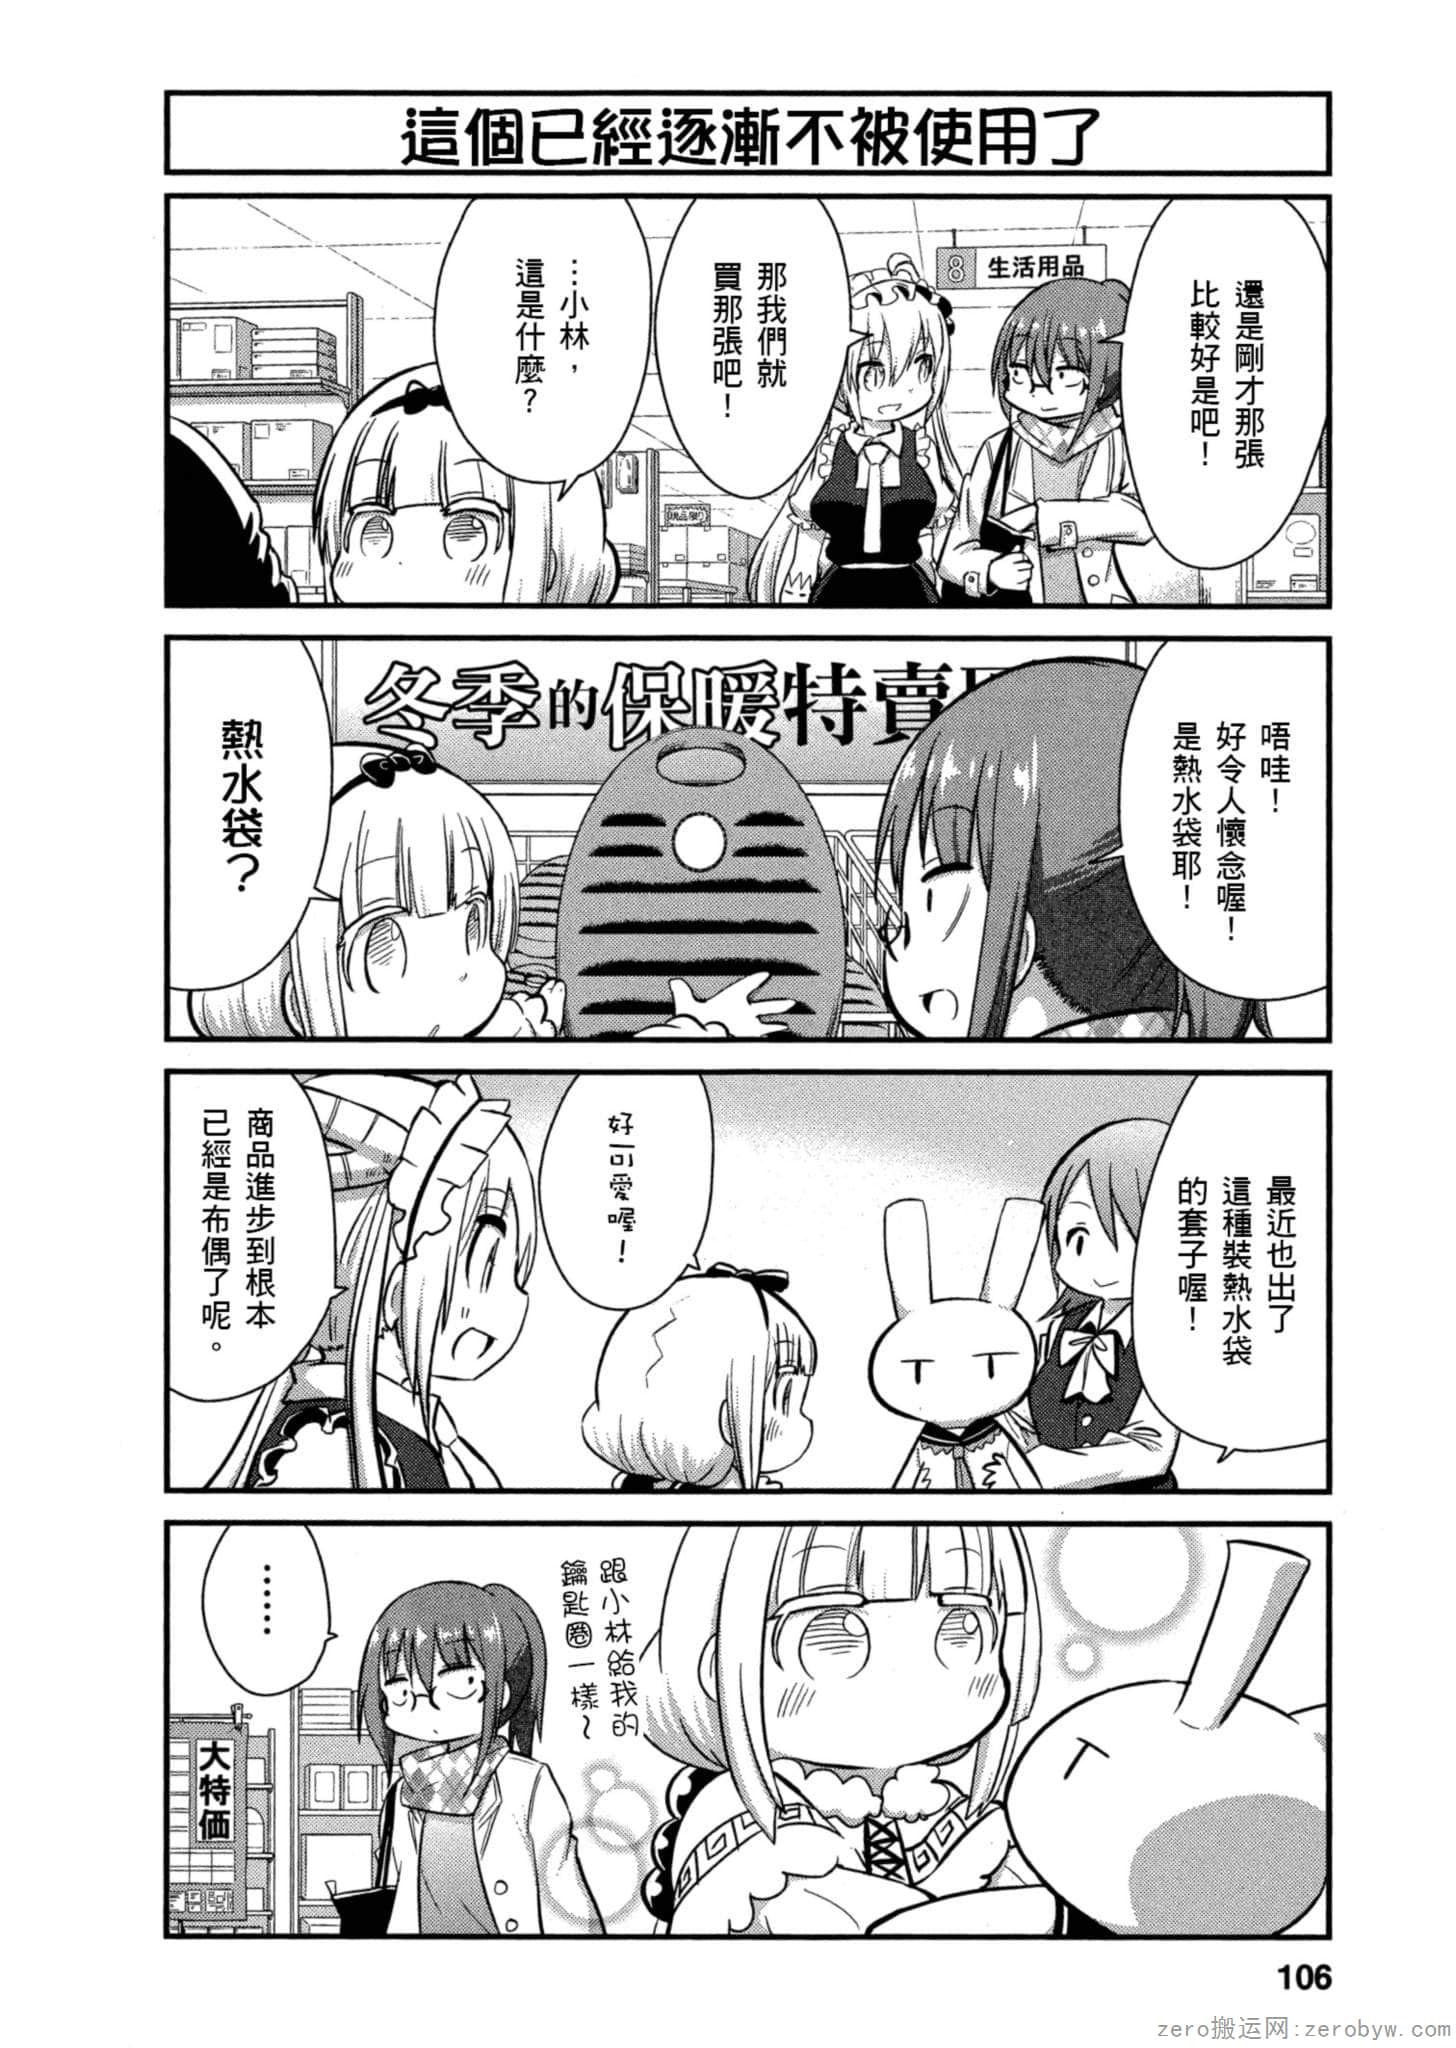 這個已經逐漸不被使用了
8 生活用品
還是剛才那張
比較好是吧！
那我們就
買那張吧！
…小林，
這是什麼？
現品限り
冬季的保暖特賣
唔哇！
好令人懷念喔！
是熱水袋耶！
熱水袋？
最近也出了
這種裝熱水袋
的套子喔！
好可愛喔！
商品進步到根本
已經是布偶了呢。
跟小林給我的
鑰匙圈一樣～
……
大特価
106
zero搬运网:zerobyw.com